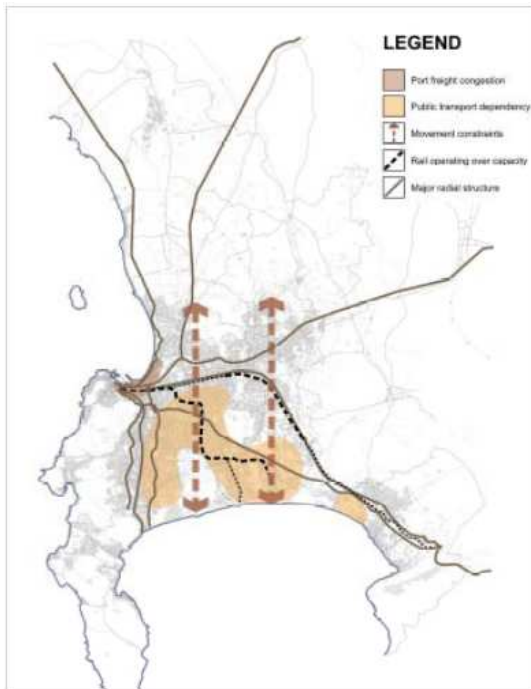 LEGEND
Port freight congestion
Public transport dependency
Movement constraints
Rail operating over capacity
Major radial structure